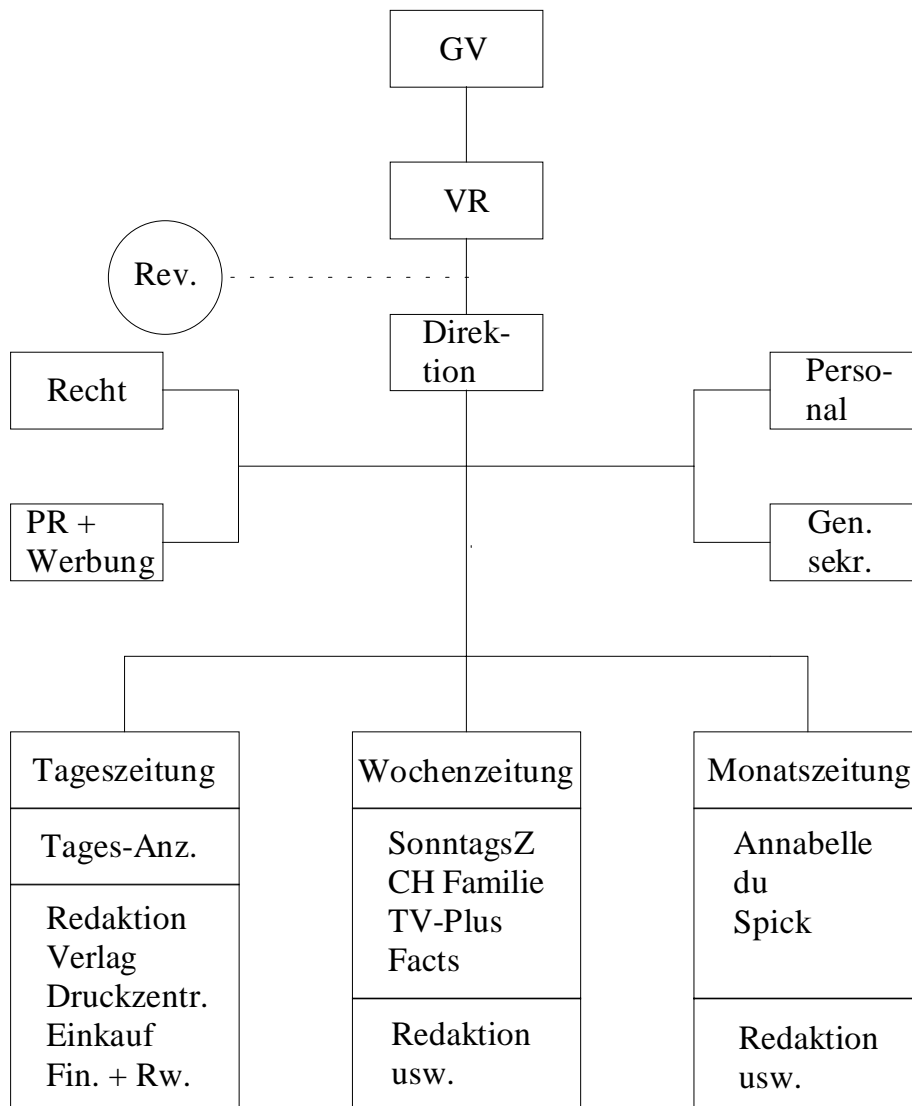 GV
VR
Rev.
Direk-
tion
Recht
Perso-
nal
PR +
Werbung
Gen.
sekr.
Tageszeitung
Tages-Anz.
Redaktion
Verlag
Druckzentr.
Einkauf
Fin. + Rw.
Wochenzeitung
SonntagsZ
CH Familie
TV-Plus
Facts
Redaktion
usw.
Monatszeitung
Annabelle
du
Spick
Redaktion
usw.